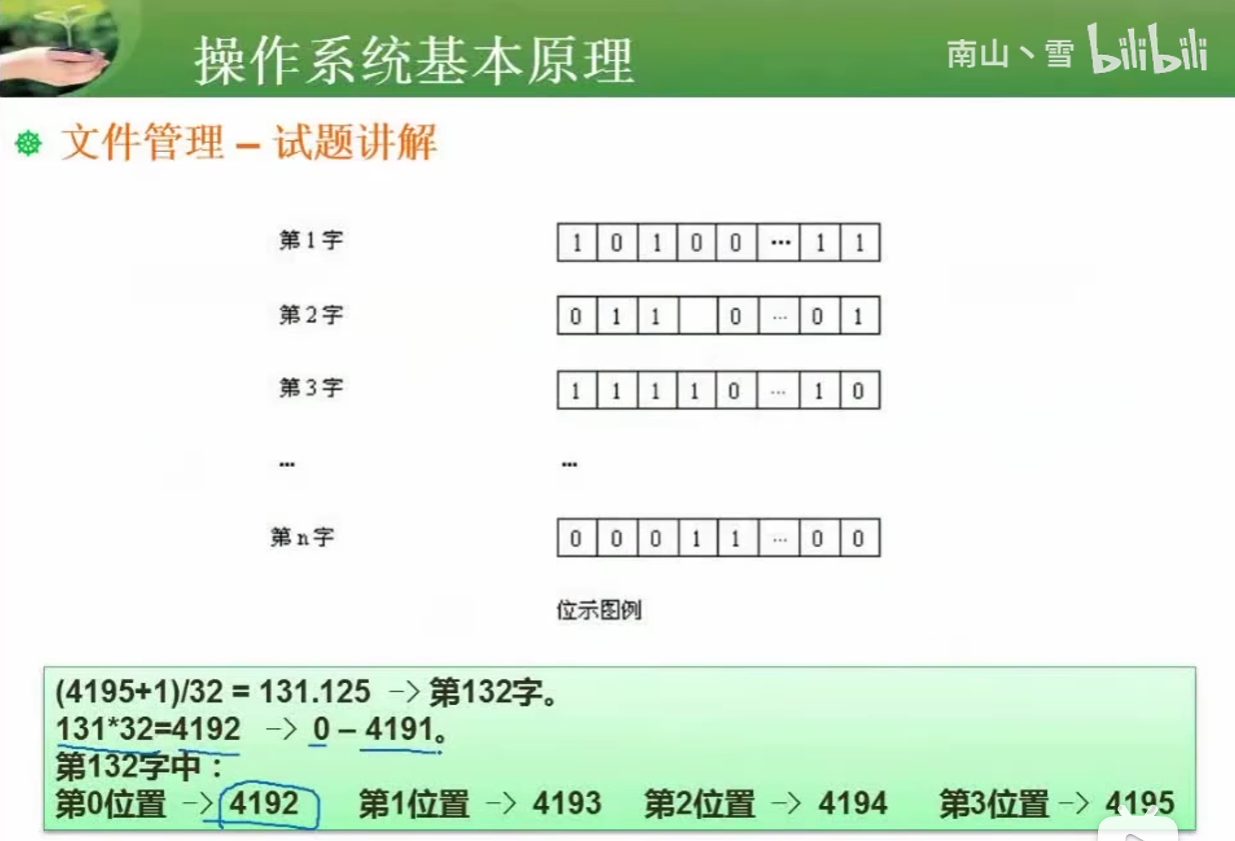 操作系统基本原理
南山丶雪 bilibili
文件管理 – 试题讲解
第1字 1 0 1 0 0 ··· 1 1
第2字 0 1 1 0 ··· 0 1
第3字 1 1 1 1 0 ··· 1 0
··· ···
第n字 0 0 0 1 1 ··· 0 0
位示图例
(4195+1)/32 = 131.125 –> 第132字。
131*32=4192 –> 0 – 4191。
第132字中：
第0位置 –> 4192 第1位置 –> 4193 第2位置 –> 4194 第3位置 –> 4195